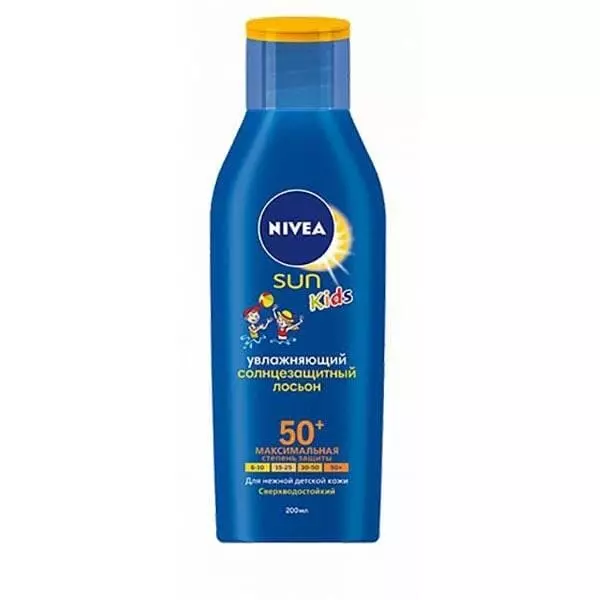 NIVEA
sun
Kids
увлажняющий
солнцезащитный
лосьон
50+
МАКСИМАЛЬНАЯ
степень защиты
6-10 15-25 30-50 50+
Для нежной детской кожи
Сверхводостойкий
200мл